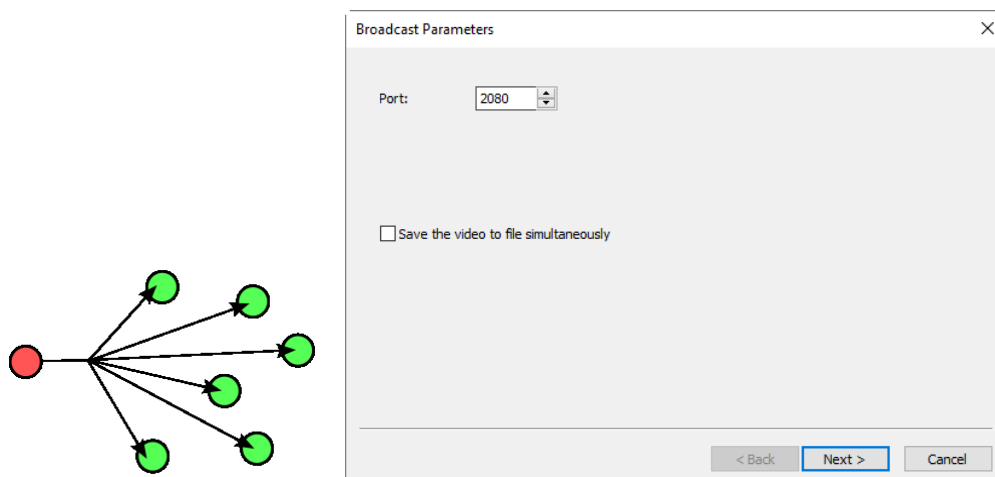 Broadcast Parameters
Port: 2080
Save the video to file simultaneously
< Back Next > Cancel